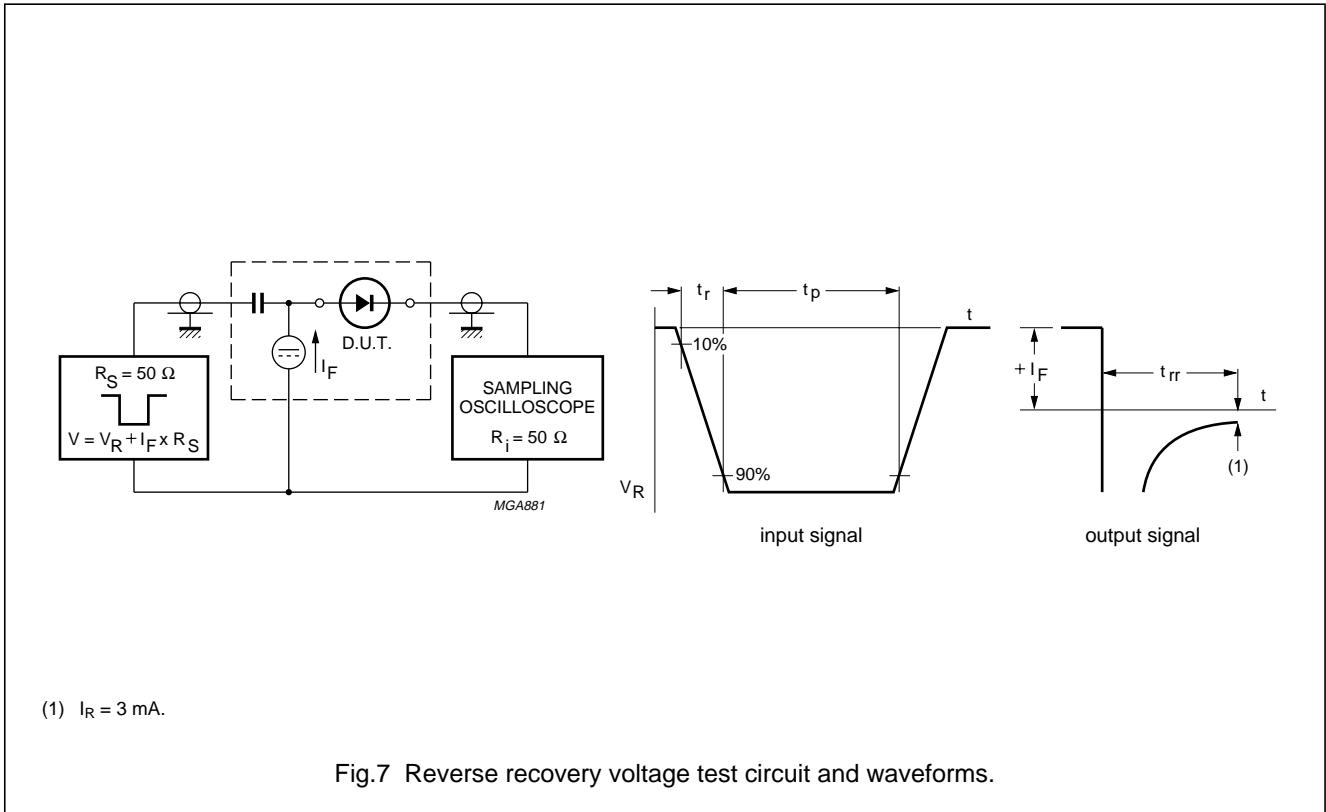 R_S = 50 Ω
V = V_R + I_F x R_S
I_F
D.U.T.
SAMPLING
OSCILLOSCOPE
R_i = 50 Ω
MGA881
t_r
t_p
t
10%
90%
V_R
input signal
+ I_F
t_rr
t
(1)
output signal
(1) I_R = 3 mA.
Fig.7 Reverse recovery voltage test circuit and waveforms.